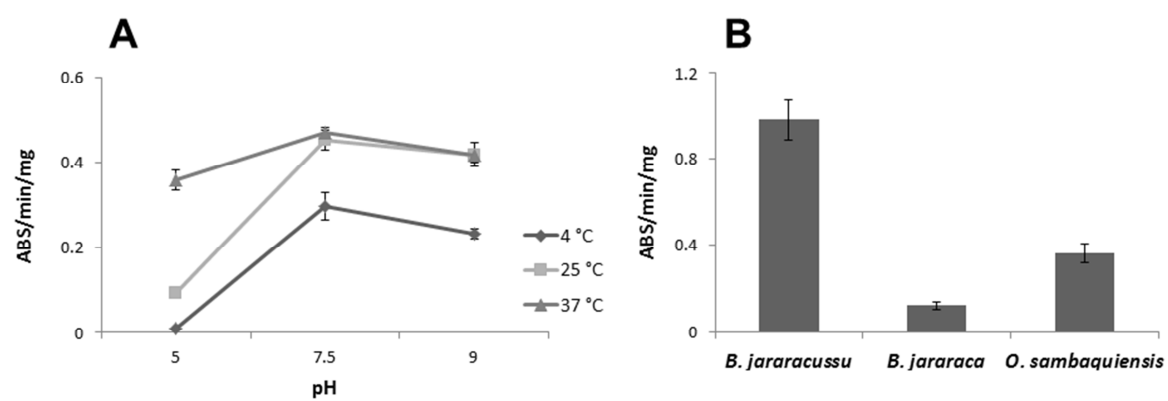 A
ABS/min/mg
0.6
0.4
0.2
0
5 7.5 9
pH
4 °C
25 °C
37 °C
B
ABS/min/mg
1.2
0.8
0.4
0
B. jararacussu B. jararaca O. sambaquiensis